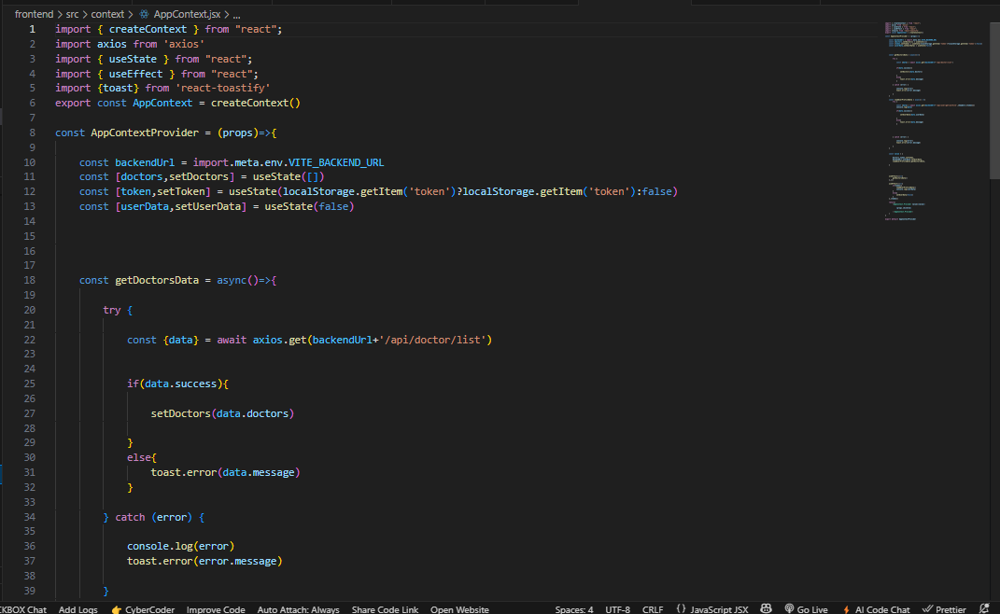 frontend > src > context > AppContext.jsx > ...
1 import { createContext } from "react";
2 import axios from 'axios'
3 import { useState } from "react";
4 import { useEffect } from "react";
5 import {toast} from 'react-toastify'
6 export const AppContext = createContext()
7
8 const AppContextProvider = (props)=>{
9
10 const backendUrl = import.meta.env.VITE_BACKEND_URL
11 const [doctors,setDoctors] = useState([])
12 const [token,setToken] = useState(localStorage.getItem('token')?localStorage.getItem('token'):false)
13 const [userData,setUserData] = useState(false)
14
15
16
17
18 const getDoctorsData = async()=>{
19
20 try {
21
22 const {data} = await axios.get(backendUrl+'/api/doctor/list')
23
24
25 if(data.success){
26
27 setDoctors(data.doctors)
28
29 }
30 else{
31 toast.error(data.message)
32 }
33
34 } catch (error) {
35
36 console.log(error)
37 toast.error(error.message)
38
39 }
CKBOX Chat Add Logs CyberCoder Improve Code Auto Attach: Always Share Code Link Open Website Spaces: 4 UTF-8 CRLF {} JavaScript JSX Go Live AI Code Chat Prettier